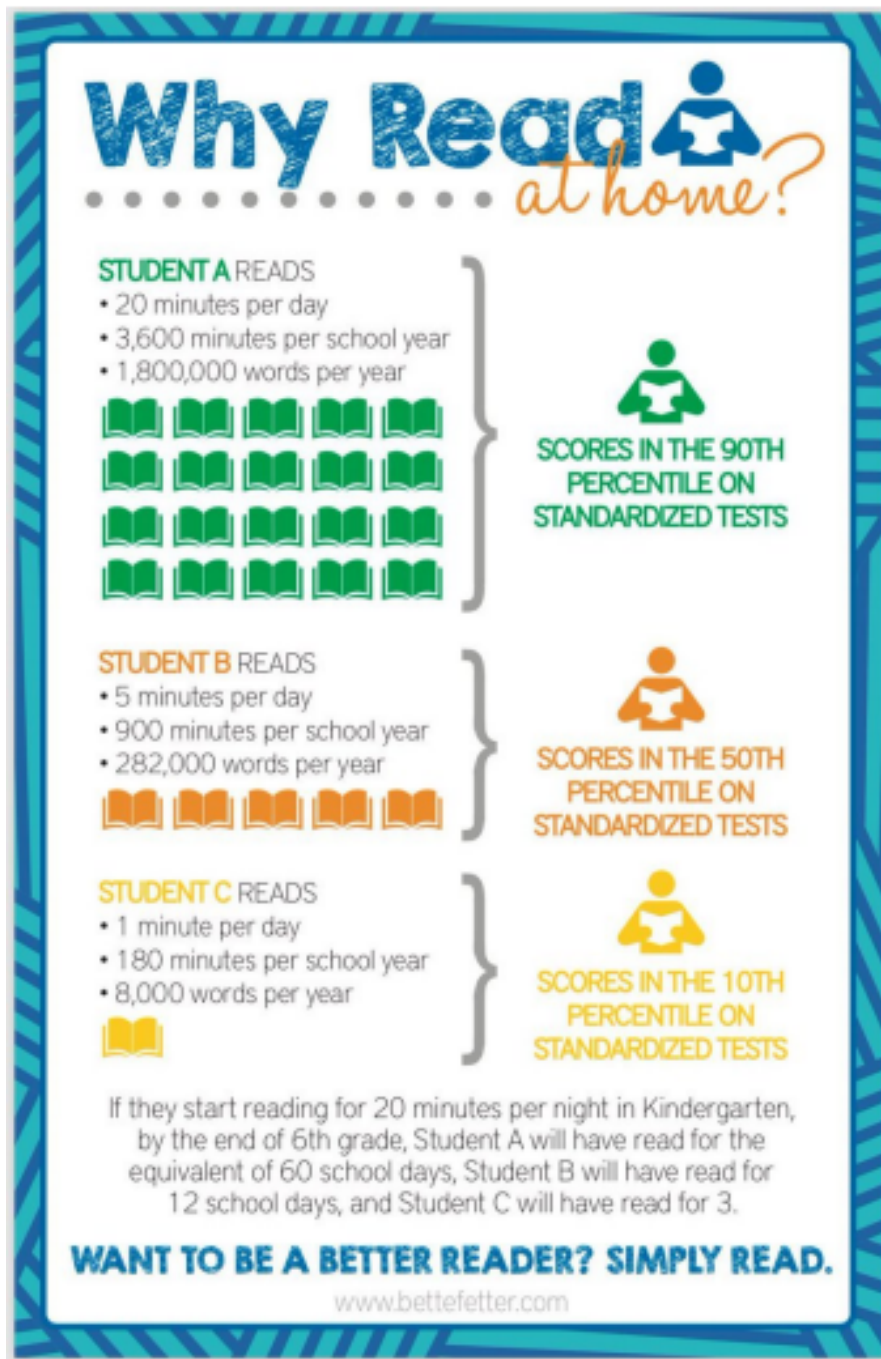 Why Read
at home?
STUDENT A READS
• 20 minutes per day
• 3,600 minutes per school year
• 1,800,000 words per year
SCORES IN THE 90TH
PERCENTILE ON
STANDARDIZED TESTS
STUDENT B READS
• 5 minutes per day
• 900 minutes per school year
• 282,000 words per year
SCORES IN THE 50TH
PERCENTILE ON
STANDARDIZED TESTS
STUDENT C READS
• 1 minute per day
• 180 minutes per school year
• 8,000 words per year
SCORES IN THE 10TH
PERCENTILE ON
STANDARDIZED TESTS
If they start reading for 20 minutes per night in Kindergarten,
by the end of 6th grade, Student A will have read for the
equivalent of 60 school days, Student B will have read for
12 school days, and Student C will have read for 3.
WANT TO BE A BETTER READER? SIMPLY READ.
www.bettefetter.com